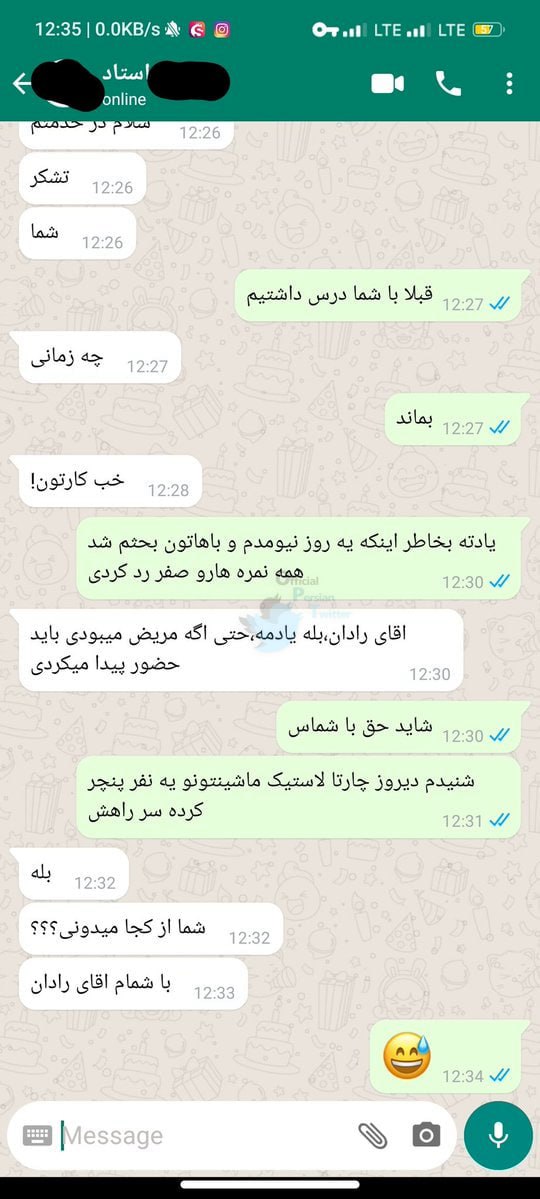 12:35 | 0.0KB/s LTE LTE 57
استاد
online
سلام در خدمتم 12:26
تشکر 12:26
شما 12:26
قبلا با شما درس داشتیم 12:27
چه زمانی 12:27
بماند 12:27
خب کارتون! 12:28
یادته بخاطر اینکه یه روز نیومدم و باهاتون بحثم شد
همه نمره هارو صفر رد کردی 12:30
Official
Persian
Twitter
اقای رادان،بله یادمه،حتی اگه مریض میبودی باید
حضور پیدا میکردی 12:30
شاید حق با شماس 12:30
شنیدم دیروز چارتا لاستیک ماشینتونو یه نفر پنچر
کرده سر راهش 12:31
بله 12:32
شما از کجا میدونی؟؟؟ 12:32
با شمام اقای رادان 12:33
12:34
Message